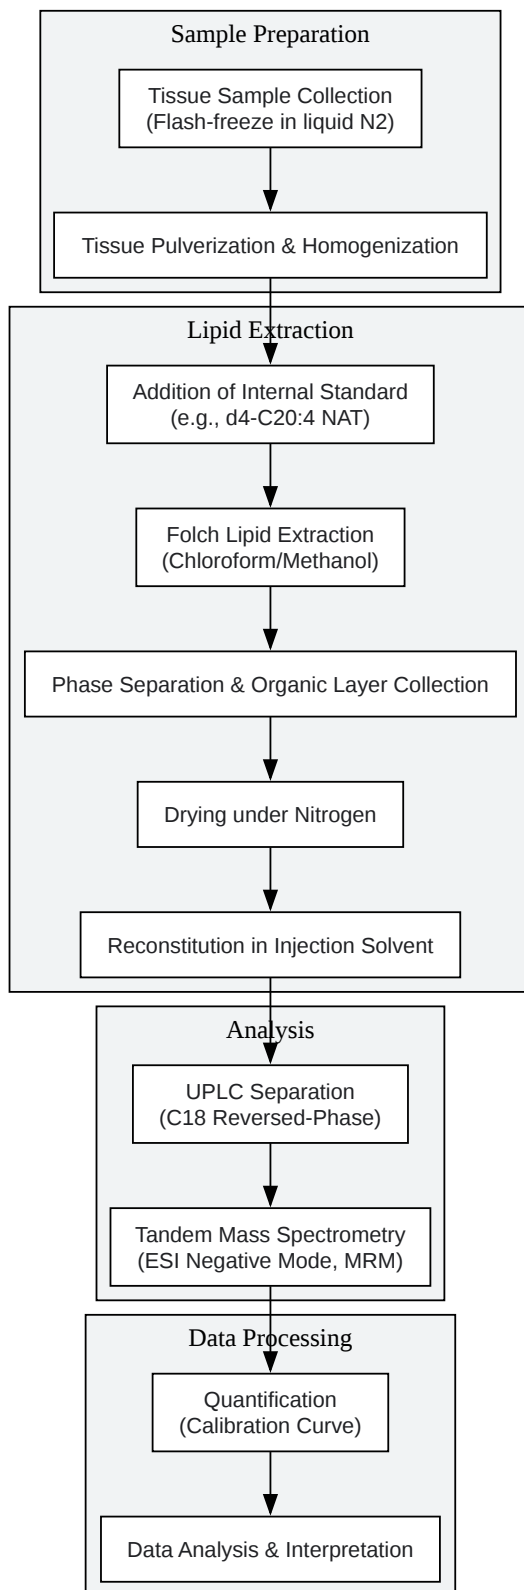 Sample Preparation
Tissue Sample Collection
(Flash-freeze in liquid N2)
Tissue Pulverization & Homogenization
Lipid Extraction
Addition of Internal Standard
(e.g., d4-C20:4 NAT)
Folch Lipid Extraction
(Chloroform/Methanol)
Phase Separation & Organic Layer Collection
Drying under Nitrogen
Reconstitution in Injection Solvent
Analysis
UPLC Separation
(C18 Reversed-Phase)
Tandem Mass Spectrometry
(ESI Negative Mode, MRM)
Data Processing
Quantification
(Calibration Curve)
Data Analysis & Interpretation